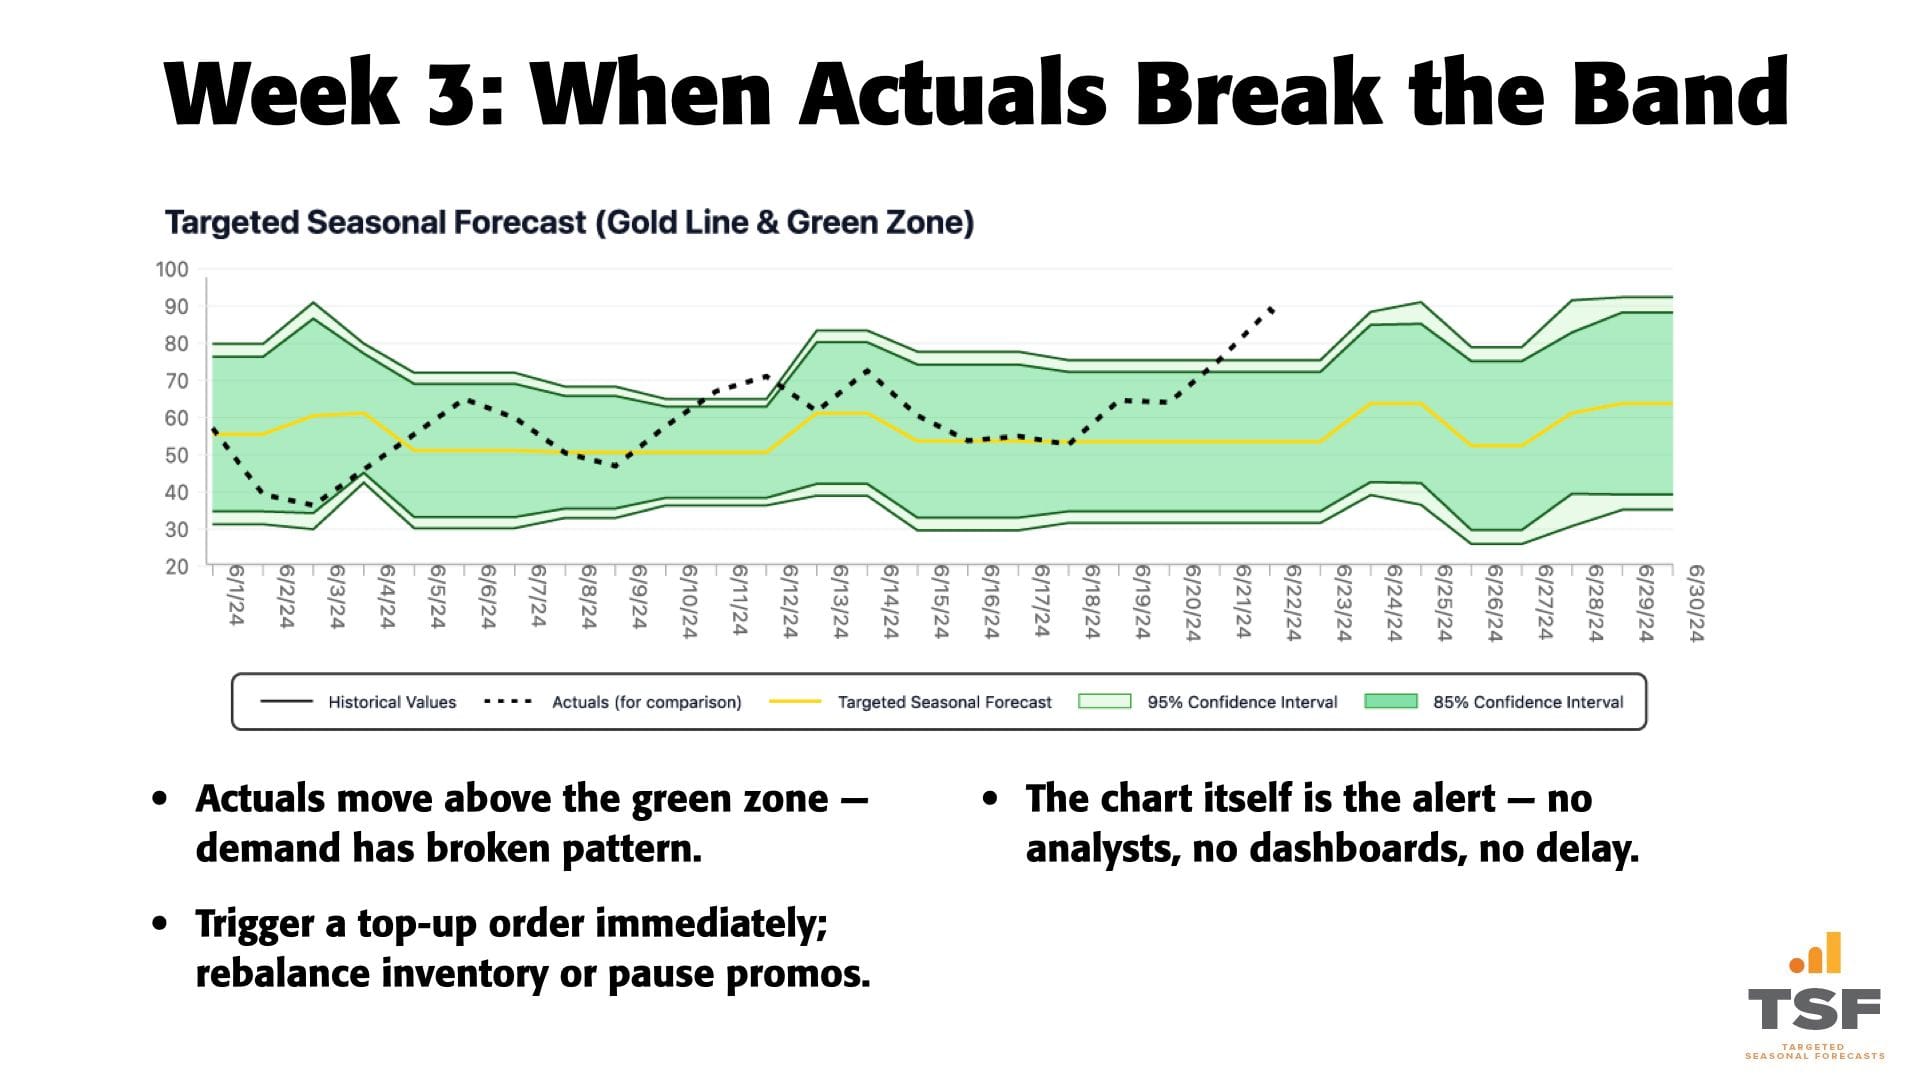 Week 3: When Actuals Break the Band
Targeted Seasonal Forecast (Gold Line & Green Zone)
100
90
80
70
60
50
40
30
20
6/1/24
6/2/24
6/3/24
6/4/24
6/5/24
6/6/24
6/7/24
6/8/24
6/9/24
6/10/24
6/11/24
6/12/24
6/13/24
6/14/24
6/15/24
6/16/24
6/17/24
6/18/24
6/19/24
6/20/24
6/21/24
6/22/24
6/23/24
6/24/24
6/25/24
6/26/24
6/27/24
6/28/24
6/29/24
6/30/24
Historical Values
Actuals (for comparison)
Targeted Seasonal Forecast
95% Confidence Interval
85% Confidence Interval
• Actuals move above the green zone —
demand has broken pattern.
• Trigger a top-up order immediately;
rebalance inventory or pause promos.
• The chart itself is the alert — no
analysts, no dashboards, no delay.
TSF
TARGETED
SEASONAL FORECASTS